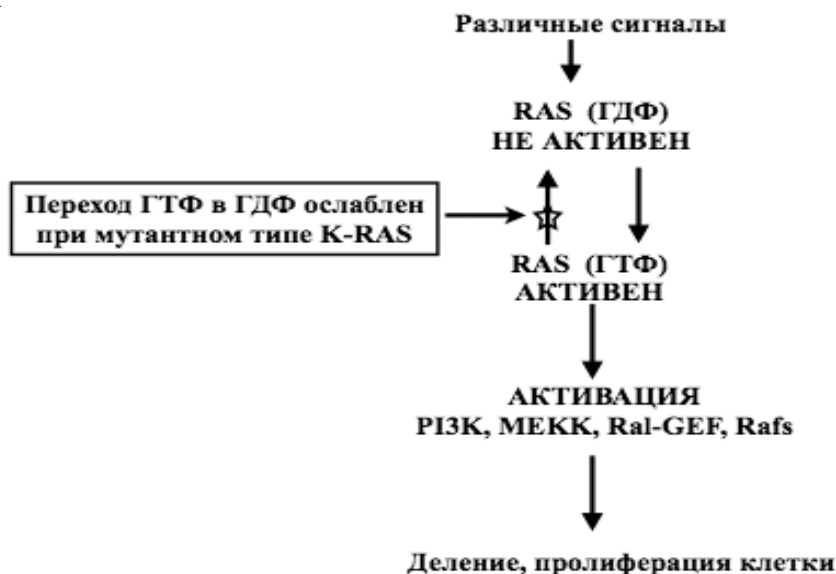 Различные сигналы
RAS (ГДФ)
НЕ АКТИВЕН
Переход ГТФ в ГДФ ослаблен
при мутантном типе K-RAS
RAS (ГТФ)
АКТИВЕН
АКТИВАЦИЯ
PI3K, MEKK, Ral-GEF, Rafs
Деление, пролиферация клетки